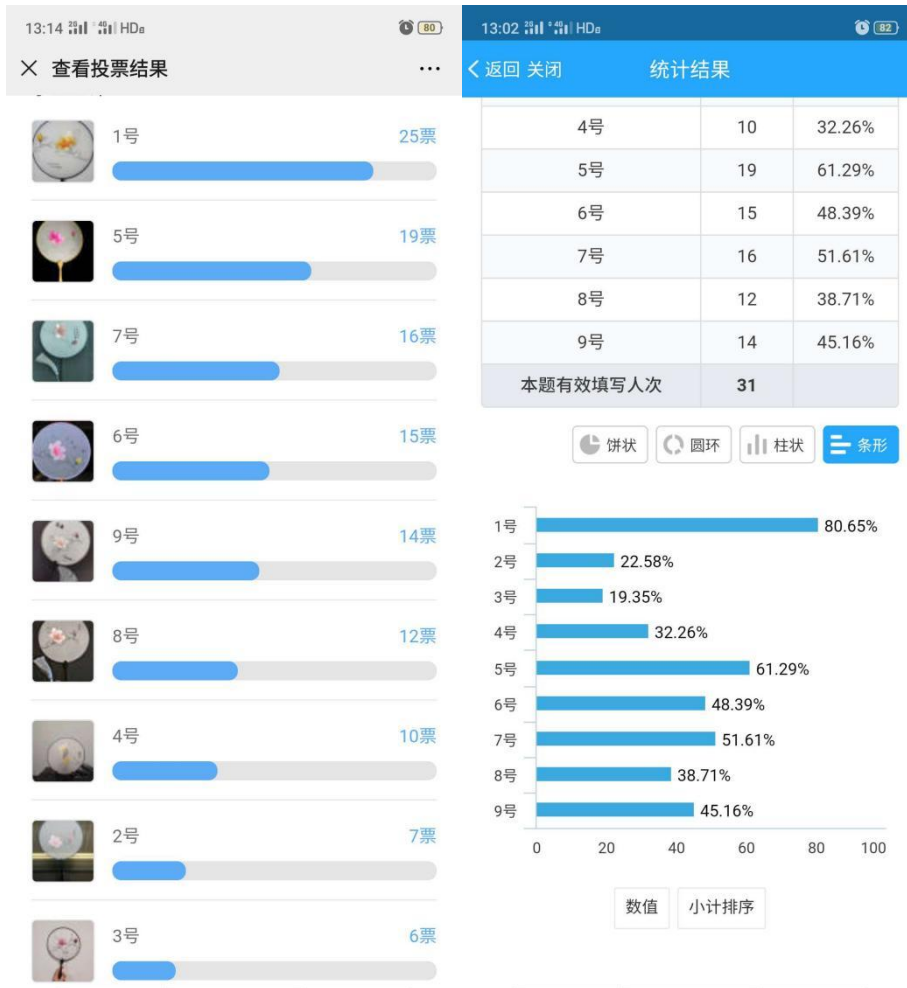 13:14 2G 4G HD
80
查看投票结果
1号 25票
5号 19票
7号 16票
6号 15票
9号 14票
8号 12票
4号 10票
2号 7票
3号 6票
13:02 2G 4G HD
82
返回 关闭 统计结果
4号 10 32.26%
5号 19 61.29%
6号 15 48.39%
7号 16 51.61%
8号 12 38.71%
9号 14 45.16%
本题有效填写人次 31
饼状 圆环 柱状 条形
1号 80.65%
2号 22.58%
3号 19.35%
4号 32.26%
5号 61.29%
6号 48.39%
7号 51.61%
8号 38.71%
9号 45.16%
0 20 40 60 80 100
数值 小计排序